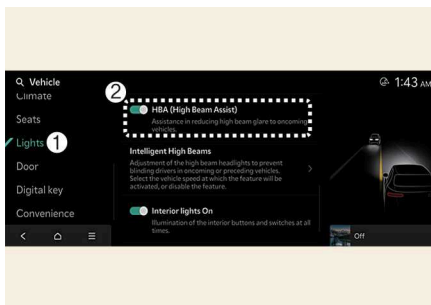 Vehicle
1:43 AM
Climate
Seats
Lights
Door
Digital key
Convenience
1
2
HBA (High Beam Assist)
Assistance in reducing high beam glare to oncoming
vehicles.
Intelligent High Beams
Adjustment of the high beam headlights to prevent
blinding drivers in oncoming or preceding vehicles.
Select the vehicle speed at which the feature will be
activated, or disable the feature.
Interior lights On
Illumination of the interior buttons and switches at all
times.
Off